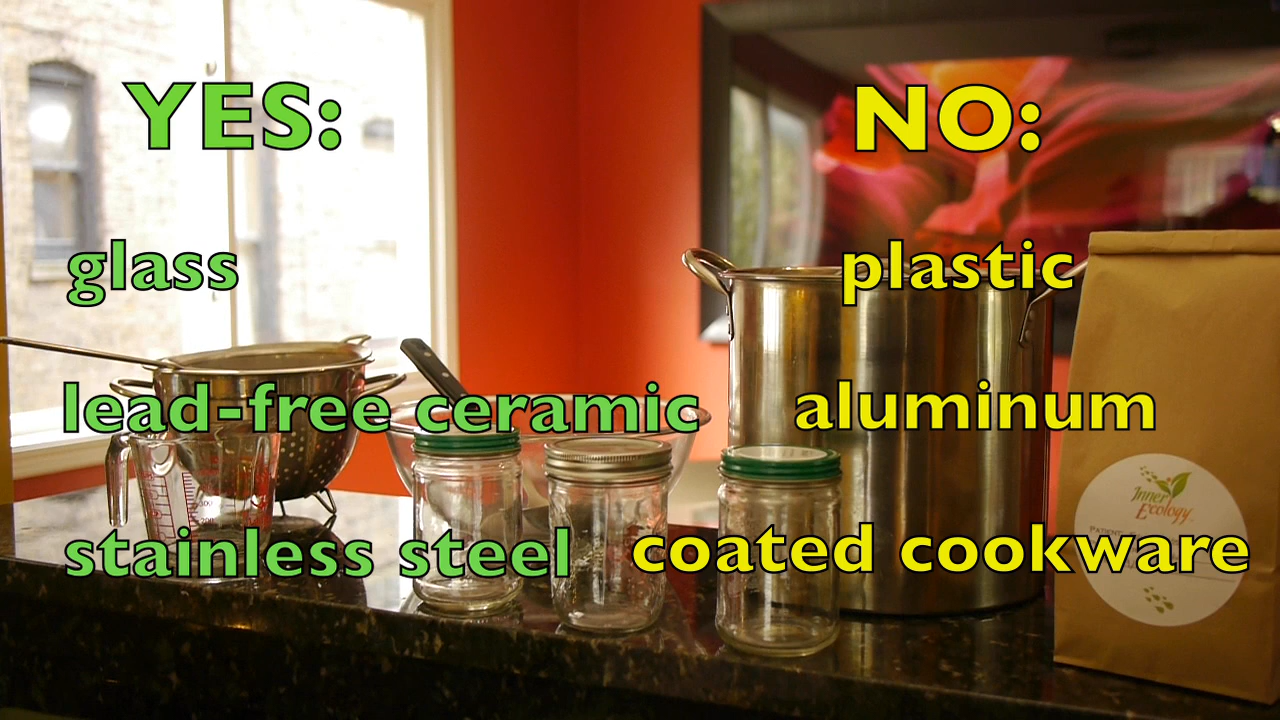 YES:
glass
lead-free ceramic
stainless steel
NO:
plastic
aluminum
coated cookware
Inner
Ecology